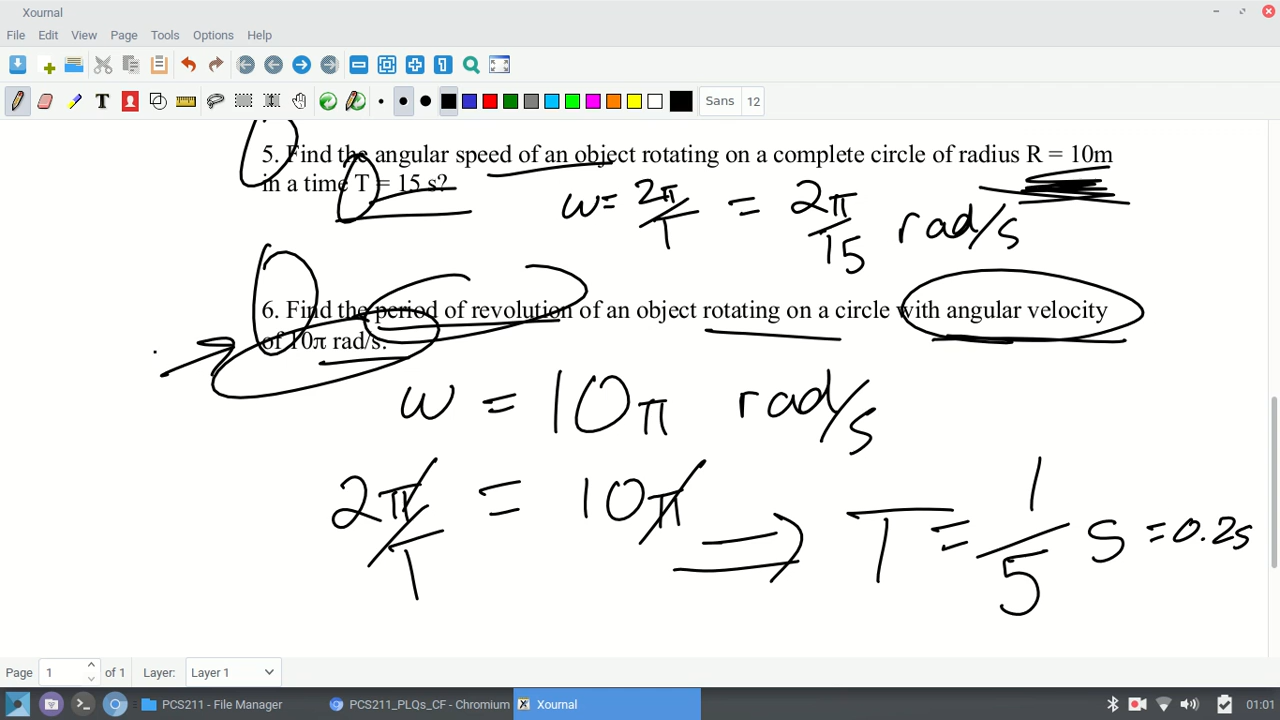 Xournal
File Edit View Page Tools Options Help
Sans 12
5. Find the angular speed of an object rotating on a complete circle of radius R = 10m
in a time T = 15 s?
ω = 2π/T = 2π/15 rad/s
6. Find the period of revolution of an object rotating on a circle with angular velocity
of 10π rad/s.
ω = 10π rad/s
2π/T = 10π ⇒ T = 1/5 s = 0.2s
Page 1 of 1 Layer: Layer 1
PCS211 - File Manager PCS211_PLQs_CF - Chromium Xournal 01:01